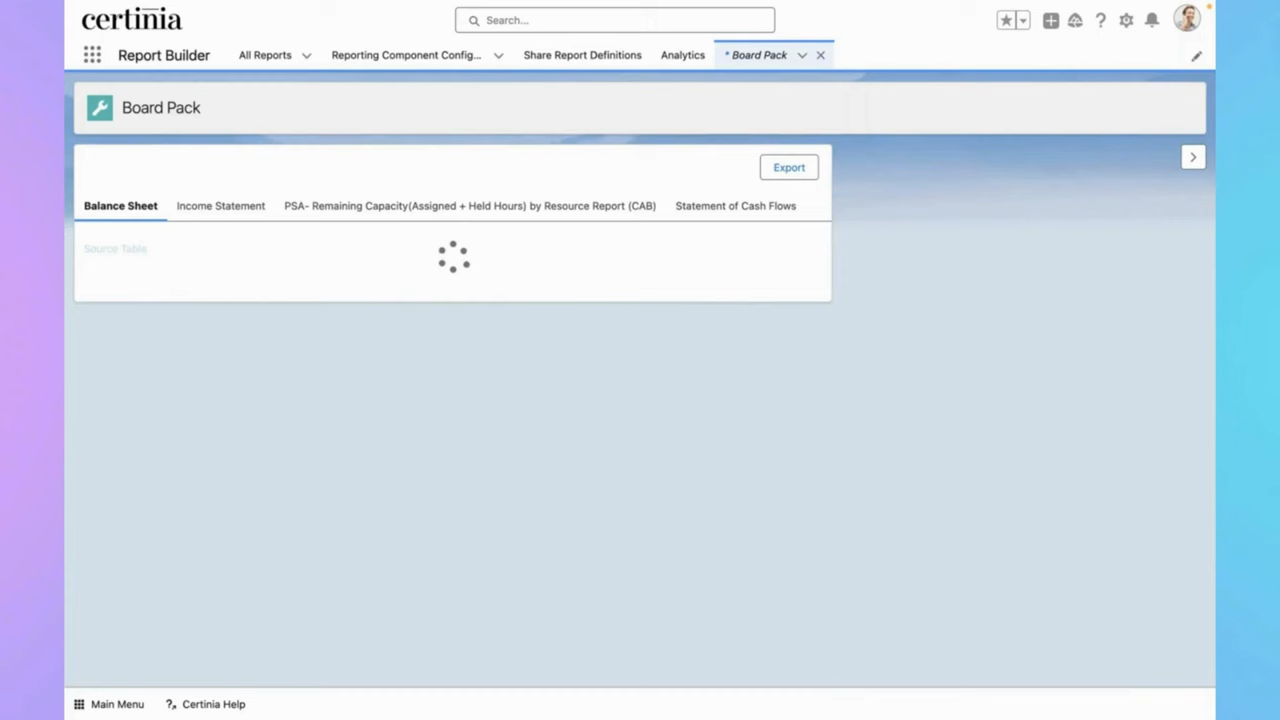 certinia
Search...
Report Builder
All Reports
Reporting Component Config...
Share Report Definitions
Analytics
* Board Pack
Board Pack
Export
Balance Sheet
Income Statement
PSA- Remaining Capacity(Assigned + Held Hours) by Resource Report (CAB)
Statement of Cash Flows
Source Table
Main Menu
Certinia Help